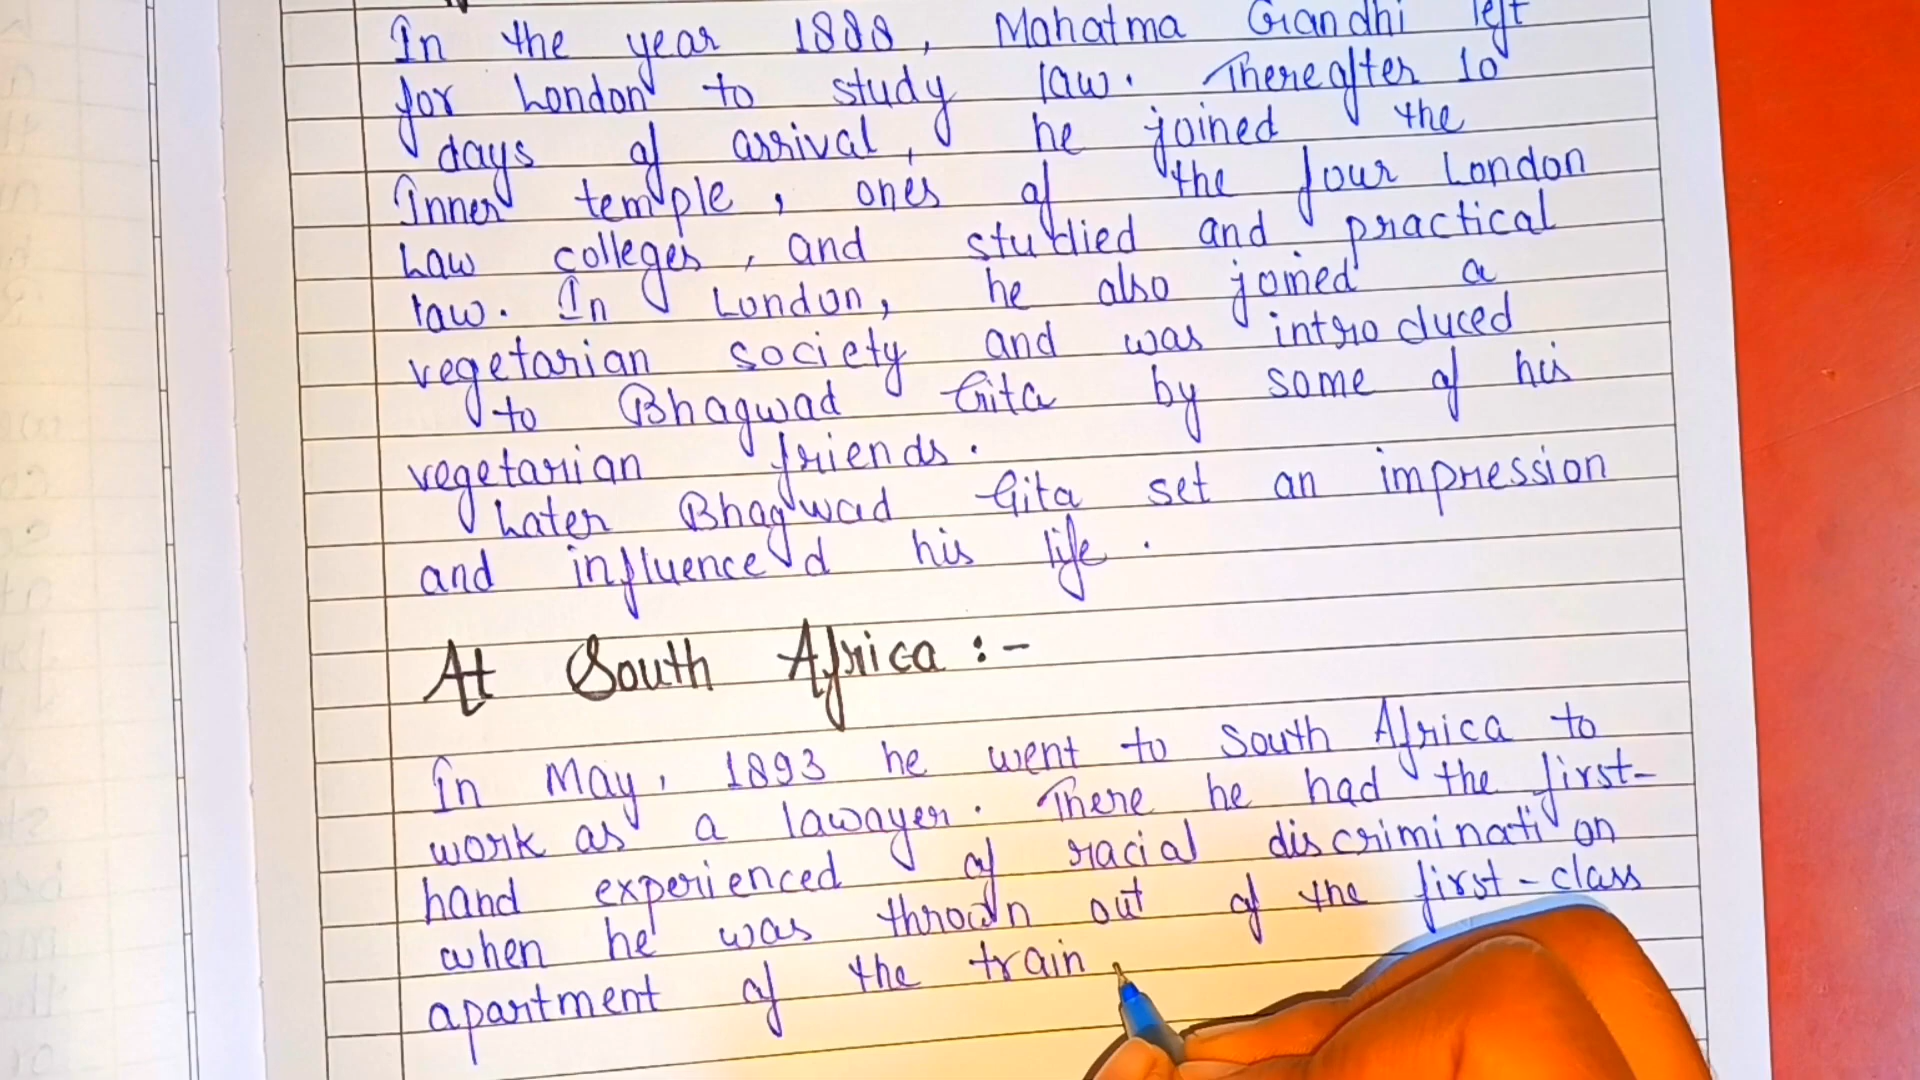 In the year 1888, Mahatma Gandhi left
for London to study law. Thereafter 10
days of arrival, he joined the
Inner temple, ones of the four London
Law colleges, and studied and practical
law. In London, he also joined a
vegetarian society and was introduced
to Bhagwad Gita by some of his
vegetarian friends.
Later Bhagwad Gita set an impression
and influenced his life.
At South Africa :-
In May, 1893 he went to South Africa to
work as a lawayer. There he had the first-
hand experienced of racial discrimination
when he was thrown out of the first-class
apartment of the train